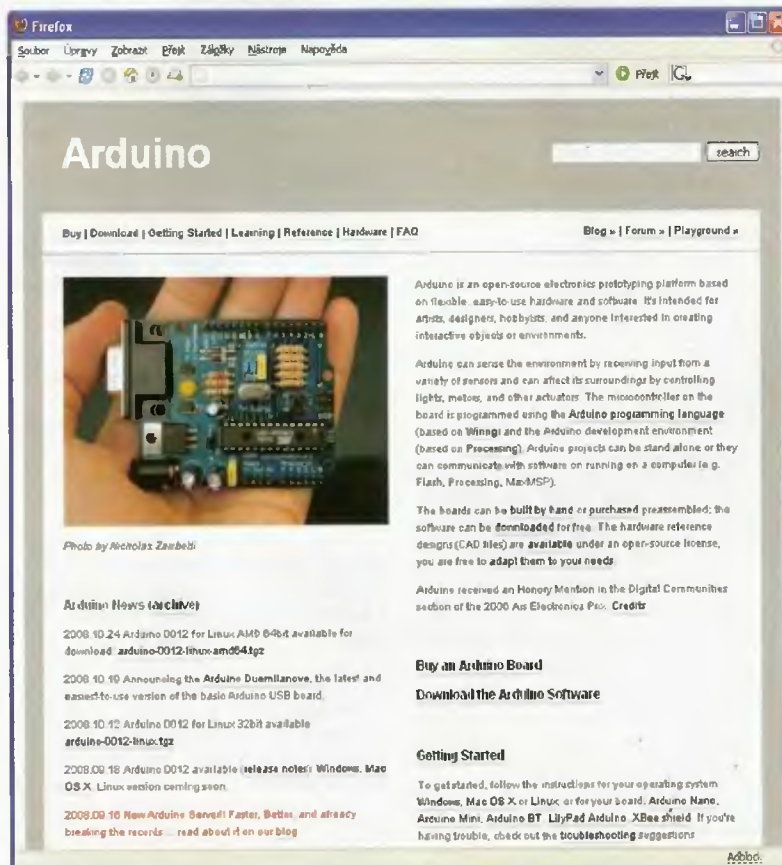 Firefox
Soubor Úpravy Zobrazit Přejít Záložky Nástroje Nápověda
Přejít
Arduino
search
Buy | Download | Getting Started | Learning | Reference | Hardware | FAQ
Blog » | Forum » | Playground »
Photo by Nicholas Zambetti
Arduino News (archive)
2008.10.24 Arduino 0012 for Linux AMD 64bit available for
download: arduino-0012-linux-amd64.tgz
2008.10.19 Announcing the Arduino Duemilanove, the latest and
easiest-to-use version of the basic Arduino USB board.
2008.10.12 Arduino 0012 for Linux 32bit available
arduino-0012-linux.tgz
2008.09.18 Arduino 0012 available (release notes): Windows, Mac
OS X. Linux version coming soon.
2008.09.16 New Arduino Server!! Faster, Better, and already
breaking the records ... read about it on our blog
Arduino is an open-source electronics prototyping platform based
on flexible, easy-to-use hardware and software. It's intended for
artists, designers, hobbyists, and anyone interested in creating
interactive objects or environments.
Arduino can sense the environment by receiving input from a
variety of sensors and can affect its surroundings by controlling
lights, motors, and other actuators. The microcontroller on the
board is programmed using the Arduino programming language
(based on Wiring) and the Arduino development environment
(based on Processing). Arduino projects can be stand alone or they
can communicate with software on running on a computer (e.g.
Flash, Processing, MaxMSP).
The boards can be built by hand or purchased preassembled; the
software can be downloaded for free. The hardware reference
designs (CAD files) are available under an open-source license,
you are free to adapt them to your needs.
Arduino received an Honory Mention in the Digital Communities
section of the 2006 Ars Electronica Prix. Credits
Buy an Arduino Board
Download the Arduino Software
Getting Started
To get started, follow the instructions for your operating system
Windows, Mac OS X or Linux, or for your board: Arduino Nano,
Arduino Mini, Arduino BT, LilyPad Arduino, XBee shield. If you're
having trouble, check out the troubleshooting suggestions